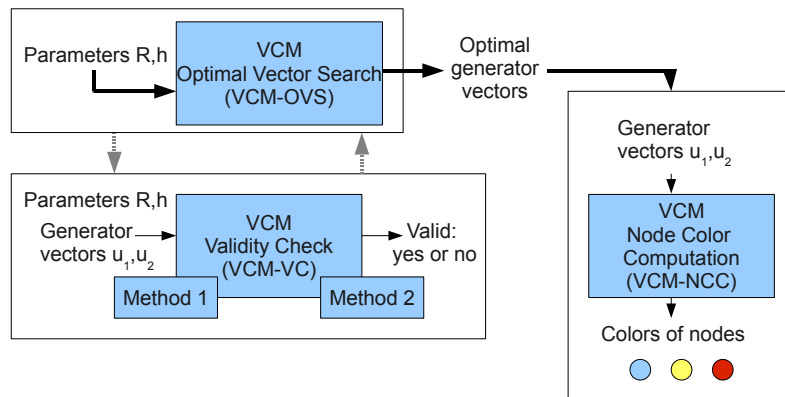 Parameters R,h
VCM
Optimal Vector Search
(VCM-OVS)
Optimal
generator
vectors
Parameters R,h
Generator
vectors u1,u2
VCM
Validity Check
(VCM-VC)
Valid:
yes or no
Method 1
Method 2
Generator
vectors u1,u2
VCM
Node Color
Computation
(VCM-NCC)
Colors of nodes